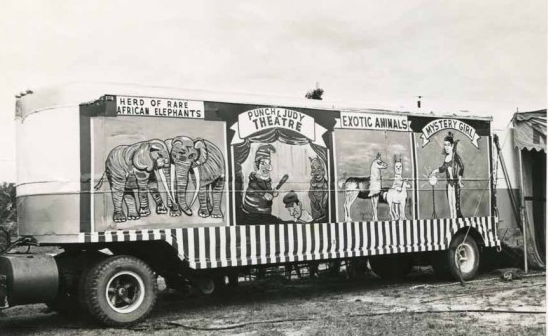 HERD OF RARE
AFRICAN ELEPHANTS
PUNCH & JUDY
THEATRE
EXOTIC ANIMALS
MYSTERY GIRL